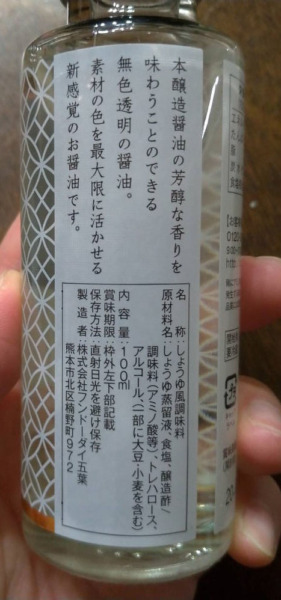 本醸造醤油の芳醇な香りを
味わうことのできる
無色透明の醤油。
素材の色を最大限に活かせる
新感覚のお醤油です。
名称:しょうゆ風調味料
原材料名:しょうゆ蒸留液、食塩、醸造酢/
調味料(アミノ酸等)、トレハロース、
アルコール、(一部に大豆・小麦を含む)
内容量:100ml
賞味期限:枠外左下部記載
保存方法:直射日光を避け保存
製造者:株式会社フンドーダイ五葉
熊本市北区楠野町972